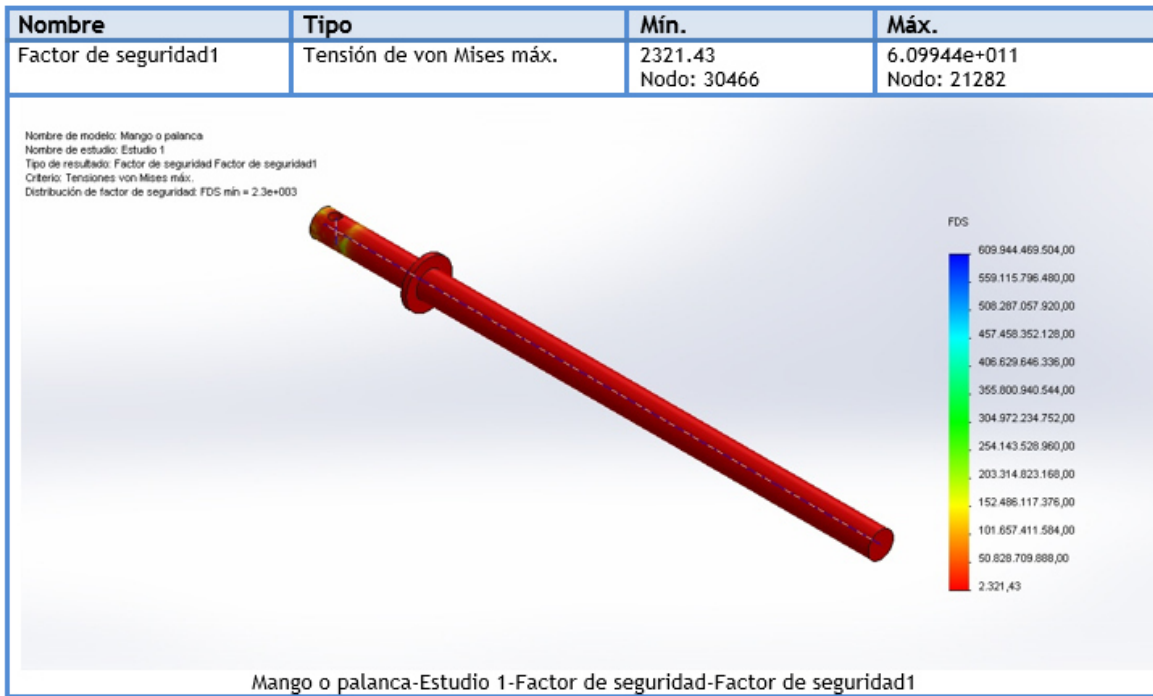 Nombre Tipo Mín. Máx.
Factor de seguridad1 Tensión de von Mises máx. 2321.43 6.09944e+011
Nodo: 30466 Nodo: 21282
Nombre de modelo: Mango o palanca
Nombre de estudio: Estudio 1
Tipo de resultado: Factor de seguridad Factor de seguridad1
Criterio: Tensiones von Mises máx.
Distribución de factor de seguridad: FDS mín = 2.3e+003
FDS
609.944.469.504,00
559.115.796.480,00
508.287.057.920,00
457.458.352.128,00
406.629.646.336,00
355.800.940.544,00
304.972.234.752,00
254.143.528.960,00
203.314.823.168,00
152.486.117.376,00
101.657.411.584,00
50.828.709.888,00
2.321,43
Mango o palanca-Estudio 1-Factor de seguridad-Factor de seguridad1